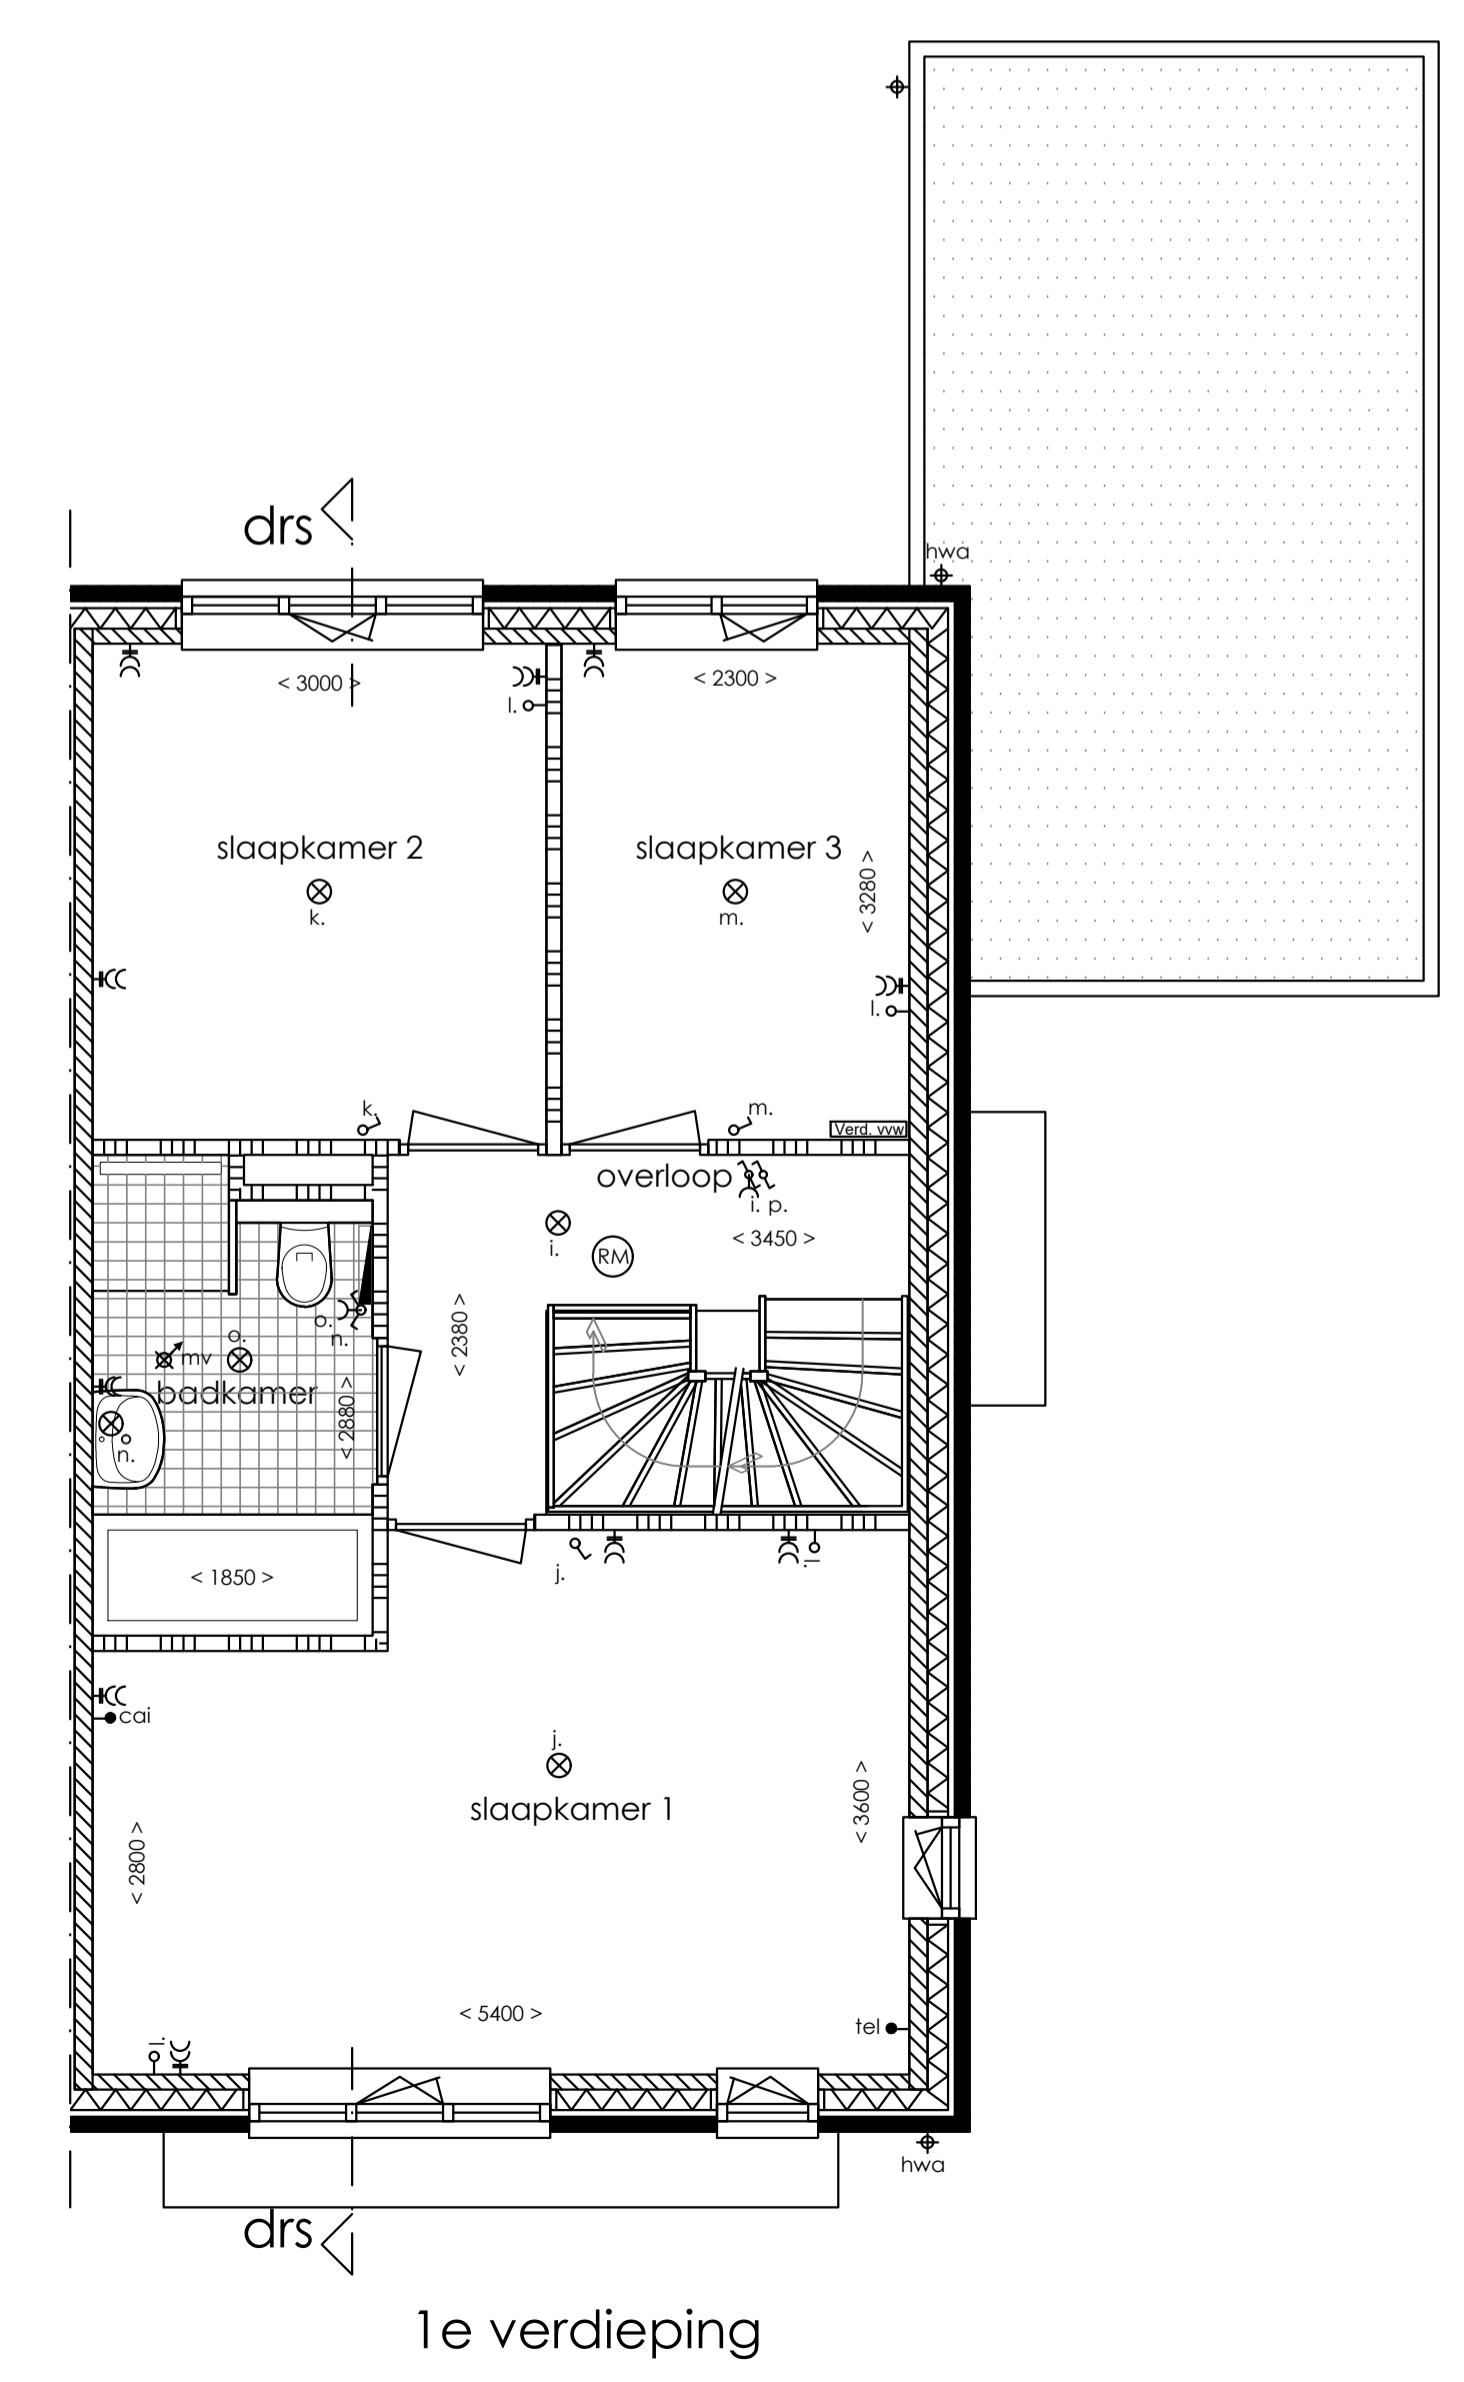 drs
hwa
< 3000 >
< 2300 >
l.
slaapkamer 2
slaapkamer 3
k.
m.
< 3280 >
l.
k.
m.
Verd. vvw
overloop
i. p.
i.
RM
< 3450 >
o.
n.
o.
mv
badkamer
n.
< 2880 >
< 2380 >
j.
l.
< 1850 >
cai
j.
slaapkamer 1
< 3600 >
< 2800 >
< 5400 >
tel
l.
hwa
drs
1e verdieping